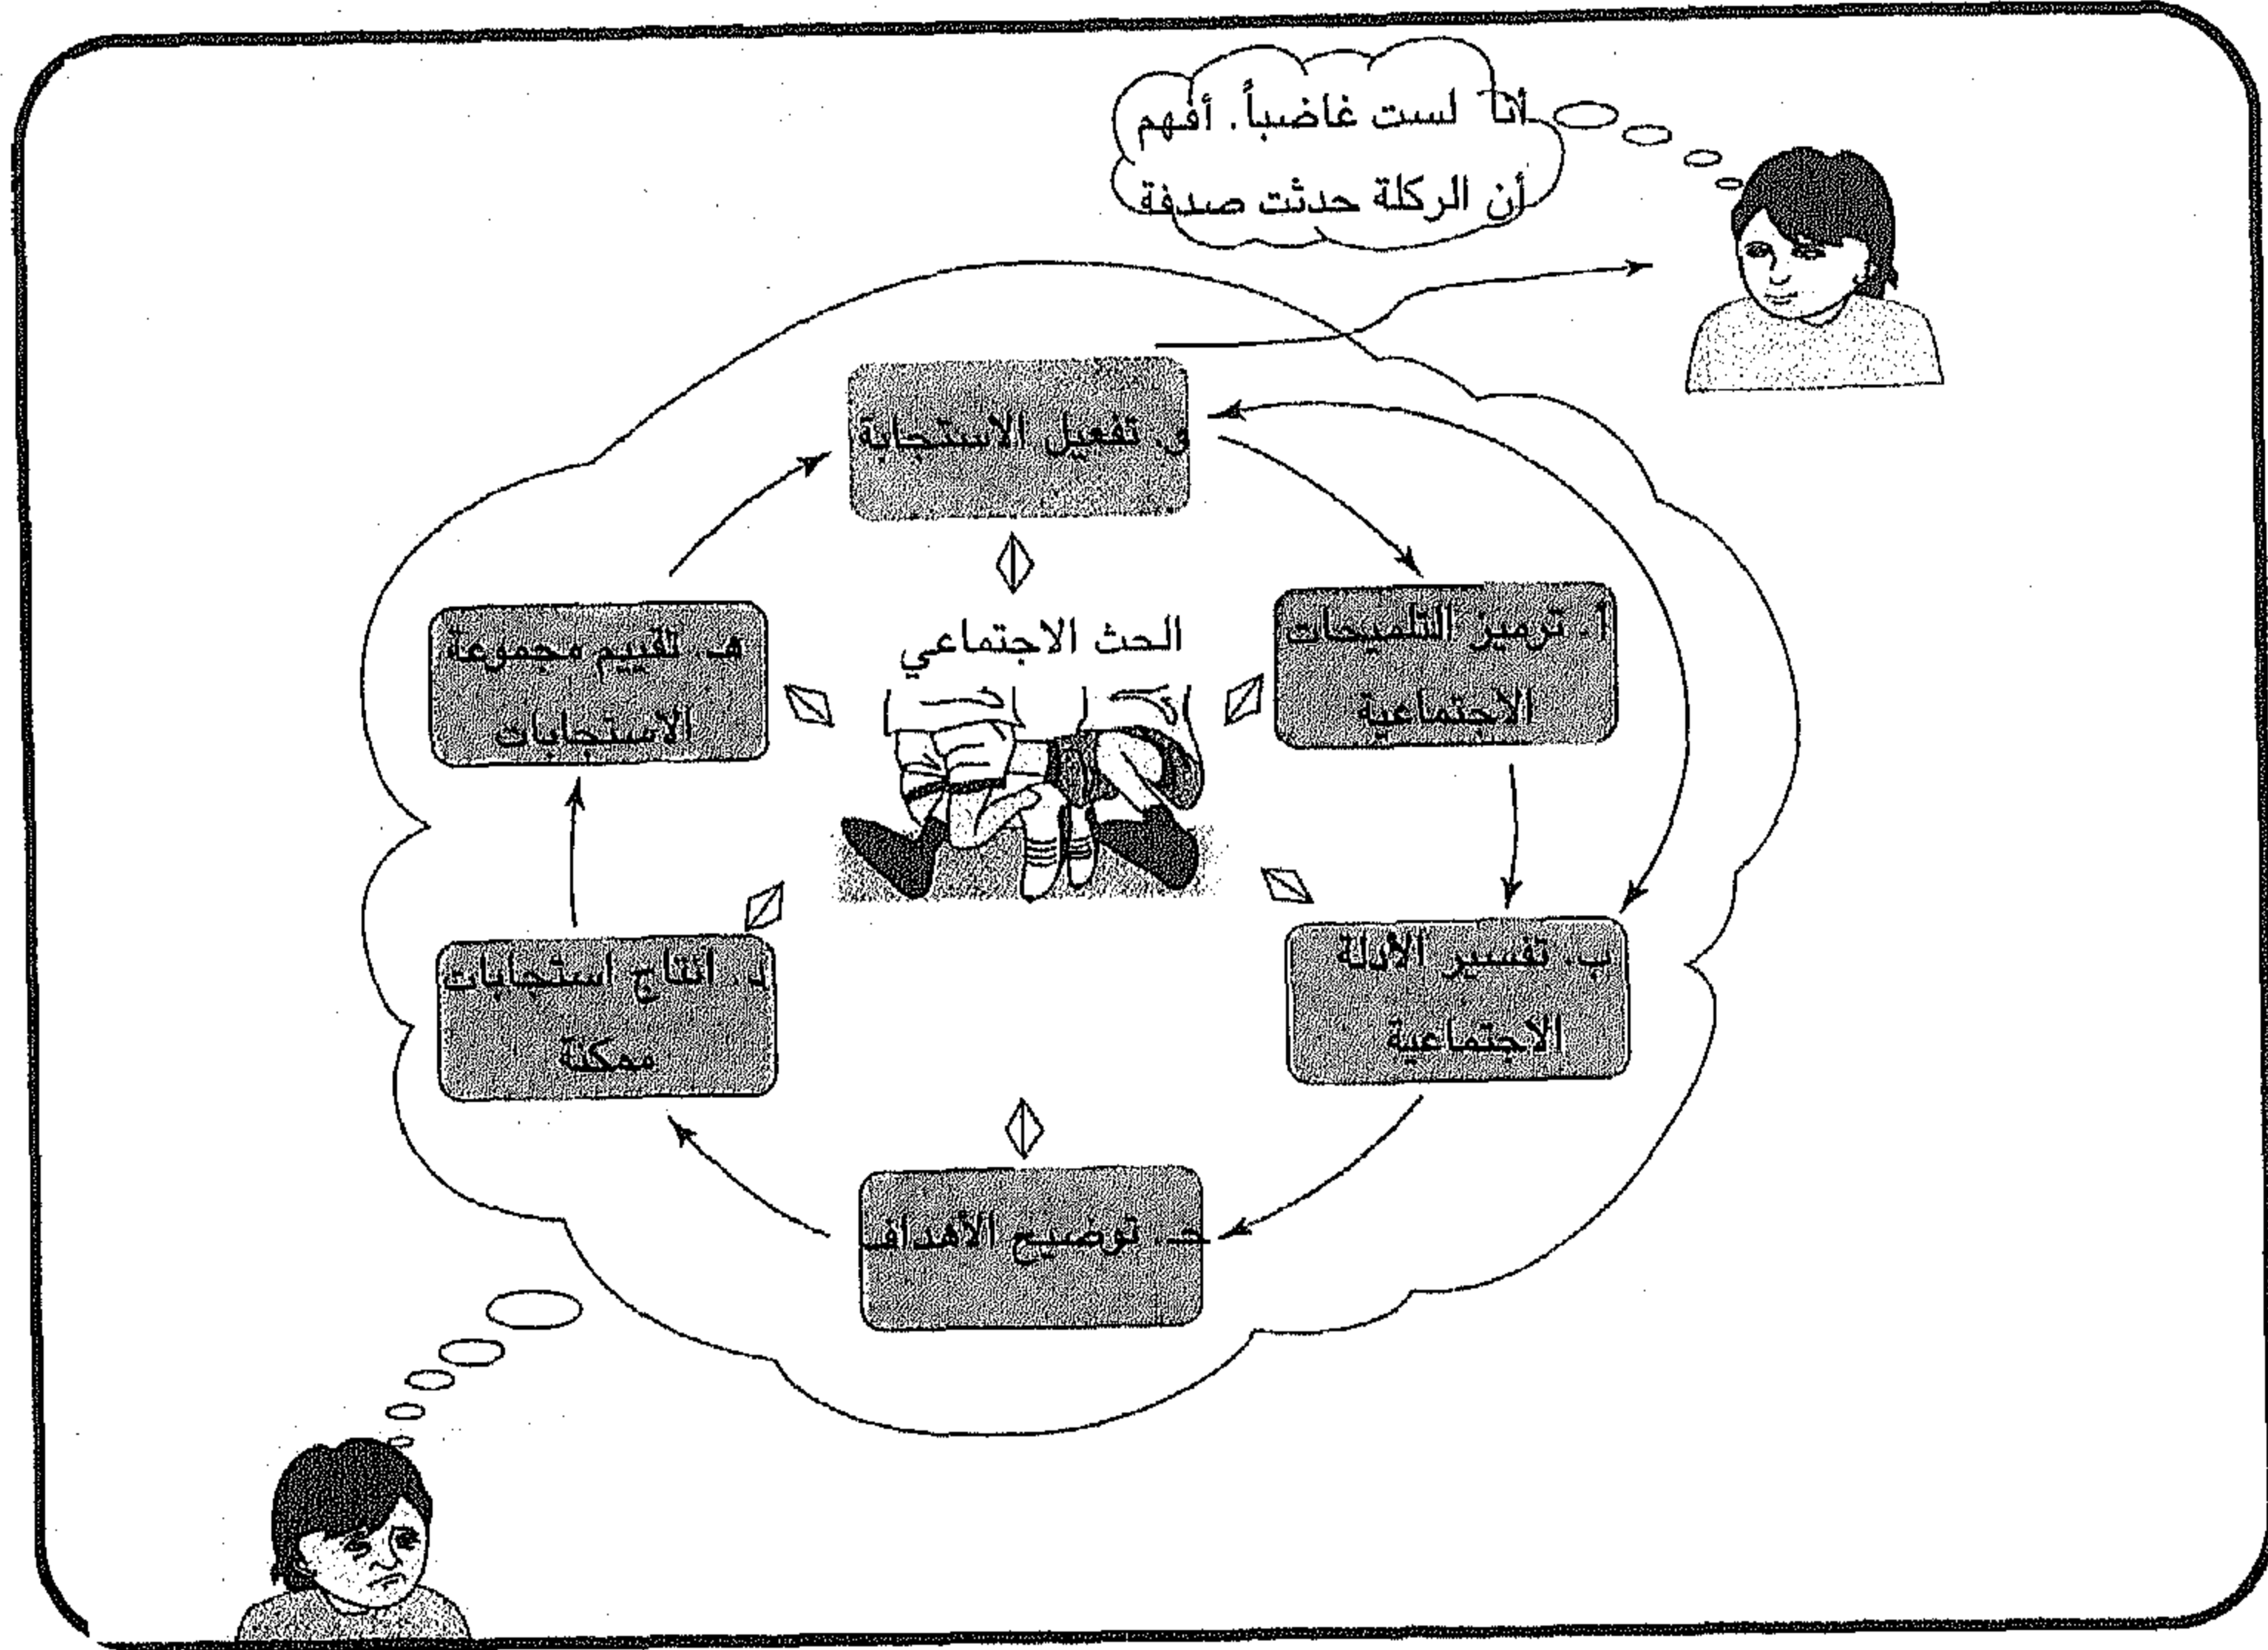 أنا لست غاضباً. أفهم
أن الركلة حدثت صدفة
و. تفعيل الاستجابة
أ. ترميز التلميحات
الاجتماعية
هـ. تقييم مجموعة
الاستجابات
الحث الاجتماعي
ب. تفسير الأدلة
الاجتماعية
د. انتاج استجابات
ممكنة
جـ. توضيح الأهداف